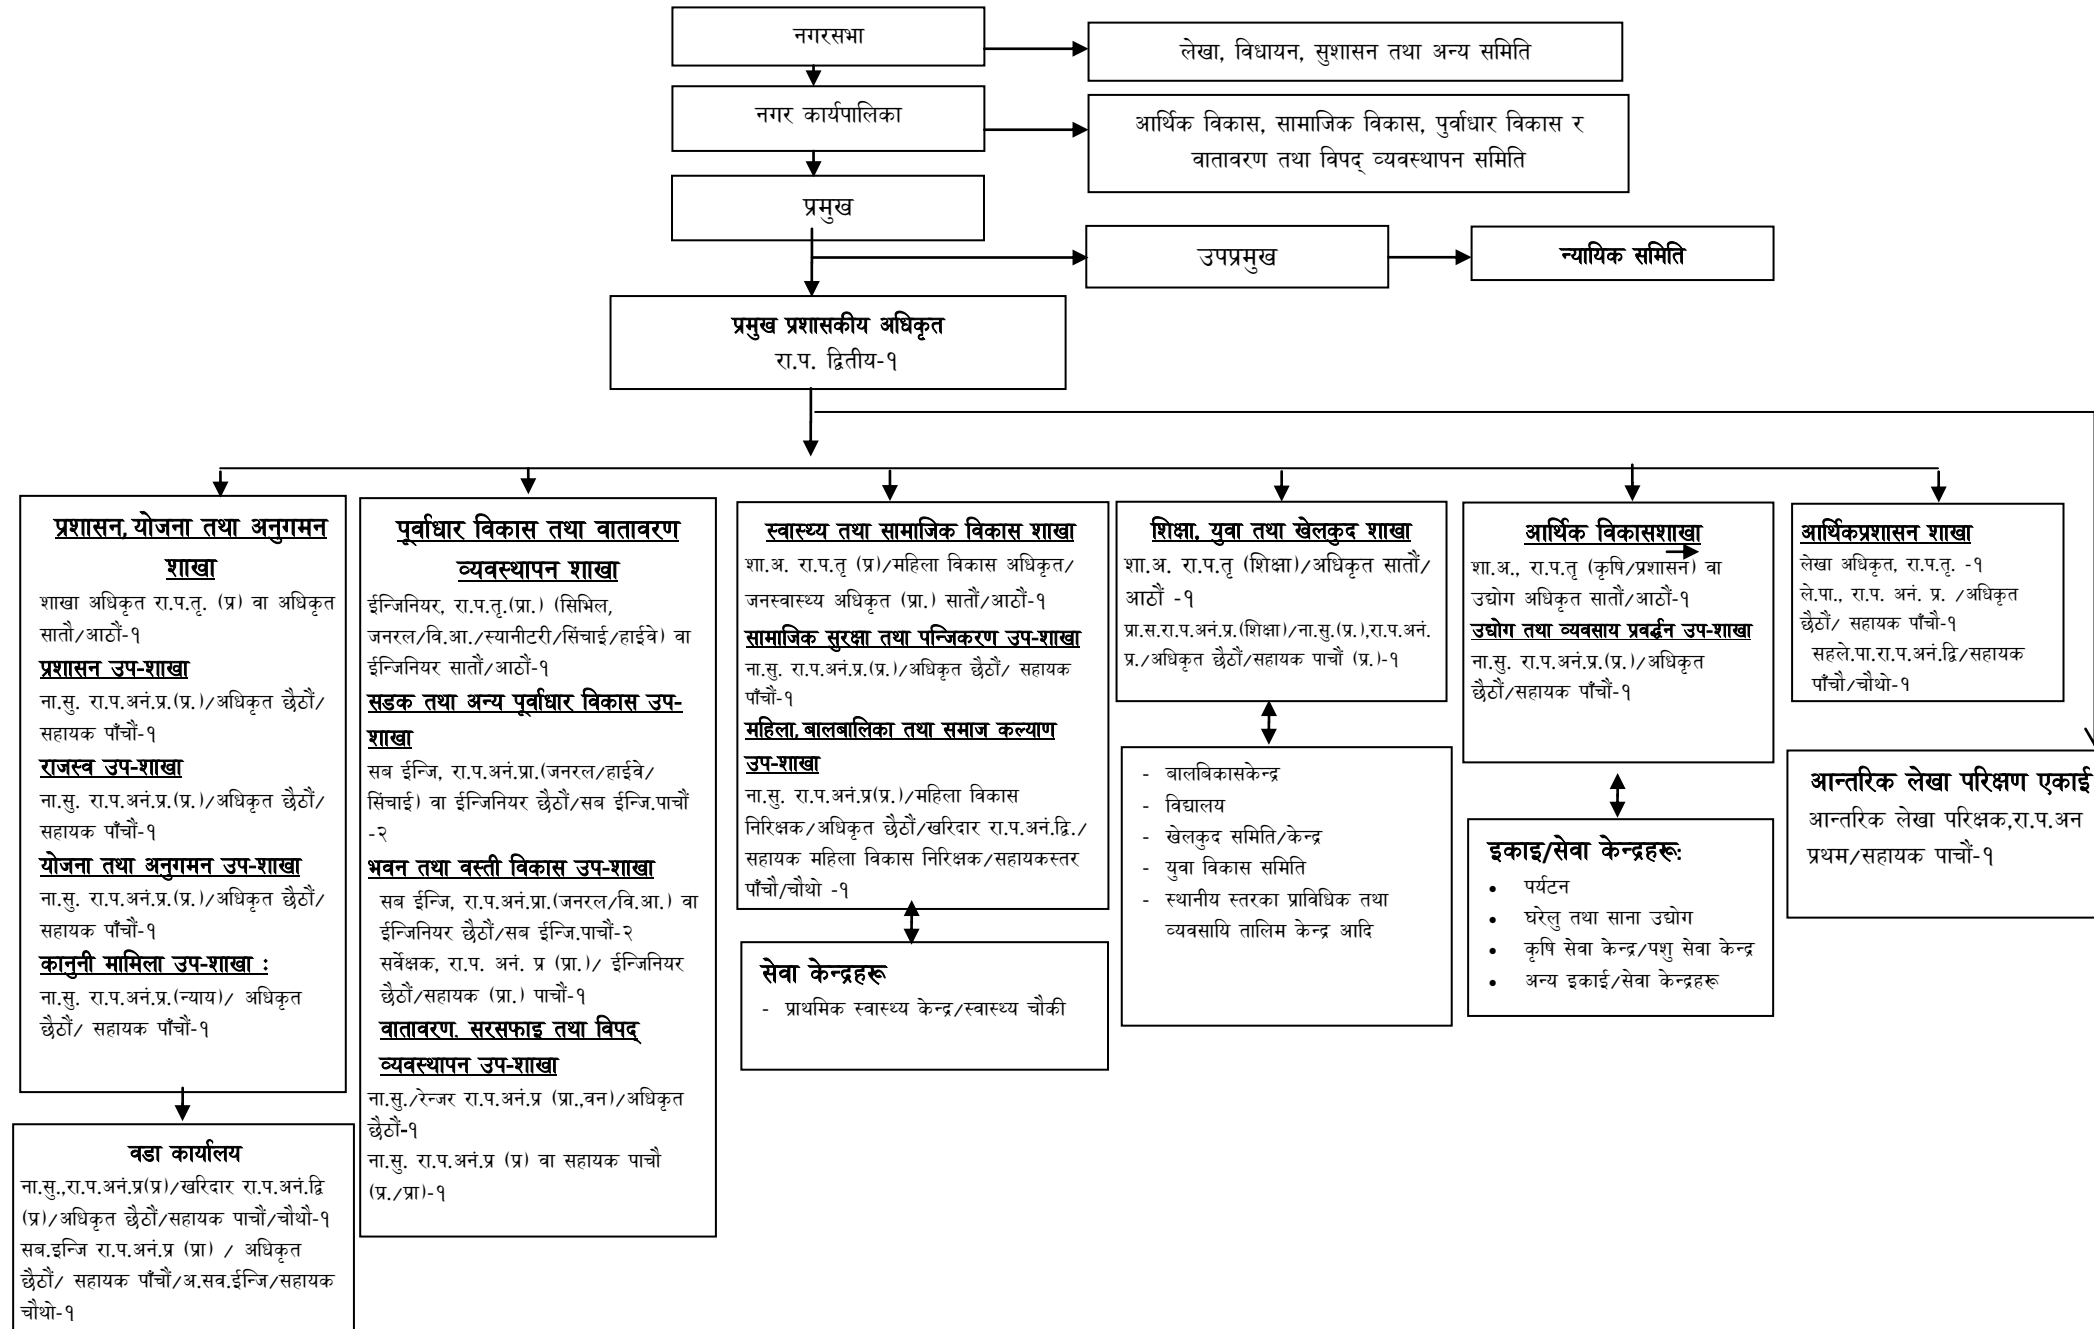 नगरसभा
लेखा, विधायन, सुशासन तथा अन्य समिति
नगर कार्यपालिका
आर्थिक विकास, सामाजिक विकास, पुर्वाधार विकास र
वातावरण तथा विपद् व्यवस्थापन समिति
प्रमुख
उपप्रमुख
न्यायिक समिति
प्रमुख प्रशासकीय अधिकृत
रा.प. द्वितीय-१
प्रशासन, योजना तथा अनुगमन
शाखा
शाखा अधिकृत रा.प.तृ. (प्र) वा अधिकृत
सातौ/आठौं-१
प्रशासन उप-शाखा
ना.सु. रा.प.अनं.प्र.(प्र.)/अधिकृत छैठौं/
सहायक पाँचौं-१
राजस्व उप-शाखा
ना.सु. रा.प.अनं.प्र.(प्र.)/अधिकृत छैठौं/
सहायक पाँचौं-१
योजना तथा अनुगमन उप-शाखा
ना.सु. रा.प.अनं.प्र.(प्र.)/अधिकृत छैठौं/
सहायक पाँचौं-१
कानुनी मामिला उप-शाखा :
ना.सु. रा.प.अनं.प्र.(न्याय)/ अधिकृत
छैठौं/ सहायक पाँचौं-१
वडा कार्यालय
ना.सु.,रा.प.अनं.प्र(प्र)/खरिदार रा.प.अनं.द्वि
(प्र)/अधिकृत छैठौं/सहायक पाचौं/चौथौ-१
सब.इन्जि रा.प.अनं.प्र (प्रा) / अधिकृत
छैठौं/ सहायक पाँचौं/अ.सव.ईन्जि/सहायक
चौथो-१
पूर्वाधार विकास तथा वातावरण
व्यवस्थापन शाखा
ईन्जिनियर, रा.प.तृ.(प्रा.) (सिभिल,
जनरल/वि.आ./स्यानीटरी/सिंचाई/हाईवे) वा
ईन्जिनियर सातौं/आठौं-१
सडक तथा अन्य पूर्वाधार विकास उप-
शाखा
सब ईन्जि, रा.प.अनं.प्रा.(जनरल/हाईवे/
सिंचाई) वा ईन्जिनियर छैठौं/सब ईन्जि.पाचौं
-२
भवन तथा वस्ती विकास उप-शाखा
सब ईन्जि, रा.प.अनं.प्रा.(जनरल/वि.आ.) वा
ईन्जिनियर छैठौं/सब ईन्जि.पाचौं-२
सर्वेक्षक, रा.प. अनं. प्र (प्रा.)/ ईन्जिनियर
छैठौं/सहायक (प्रा.) पाचौं-१
वातावरण, सरसफाइ तथा विपद्
व्यवस्थापन उप-शाखा
ना.सु./रेन्जर रा.प.अनं.प्र (प्रा.,वन)/अधिकृत
छैठौं-१
ना.सु. रा.प.अनं.प्र (प्र) वा सहायक पाचौ
(प्र./प्रा)-१
स्वास्थ्य तथा सामाजिक विकास शाखा
शा.अ. रा.प.तृ (प्र)/महिला विकास अधिकृत/
जनस्वास्थ्य अधिकृत (प्रा.) सातौं/आठौं-१
सामाजिक सुरक्षा तथा पन्जिकरण उप-शाखा
ना.सु. रा.प.अनं.प्र.(प्र.)/अधिकृत छैठौं/ सहायक
पाँचौं-१
महिला, बालबालिका तथा समाज कल्याण
उप-शाखा
ना.सु. रा.प.अनं.प्र(प्र.)/महिला विकास
निरिक्षक/अधिकृत छैठौं/खरिदार रा.प.अनं.द्वि./
सहायक महिला विकास निरिक्षक/सहायकस्तर
पाँचौ/चौथो -१
सेवा केन्द्रहरू
- प्राथमिक स्वास्थ्य केन्द्र/स्वास्थ्य चौकी
शिक्षा, युवा तथा खेलकुद शाखा
शा.अ. रा.प.तृ (शिक्षा)/अधिकृत सातौं/
आठौं -१
प्रा.स.रा.प.अनं.प्र.(शिक्षा)/ना.सु.(प्र.),रा.प.अनं.
प्र./अधिकृत छैठौं/सहायक पाचौं (प्र.)-१
- बालबिकासकेन्द्र
- विद्यालय
- खेलकुद समिति/केन्द्र
- युवा विकास समिति
- स्थानीय स्तरका प्राविधिक तथा
व्यवसायि तालिम केन्द्र आदि
आर्थिक विकासशाखा
शा.अ., रा.प.तृ (कृषि/प्रशासन) वा
उद्योग अधिकृत सातौं/आठौं-१
उद्योग तथा व्यवसाय प्रवर्द्धन उप-शाखा
ना.सु. रा.प.अनं.प्र.(प्र.)/अधिकृत
छैठौं/सहायक पाँचौं-१
इकाइ/सेवा केन्द्रहरू:
• पर्यटन
• घरेलु तथा साना उद्योग
• कृषि सेवा केन्द्र/पशु सेवा केन्द्र
• अन्य इकाई/सेवा केन्द्रहरू
आर्थिकप्रशासन शाखा
लेखा अधिकृत, रा.प.तृ. -१
ले.पा., रा.प. अनं. प्र. /अधिकृत
छैठौं/ सहायक पाँचौ-१
सहले.पा.रा.प.अनं.द्वि/सहायक
पाँचौ/चौथो-१
आन्तरिक लेखा परिक्षण एकाई
आन्तरिक लेखा परिक्षक,रा.प.अन
प्रथम/सहायक पाचौं-१